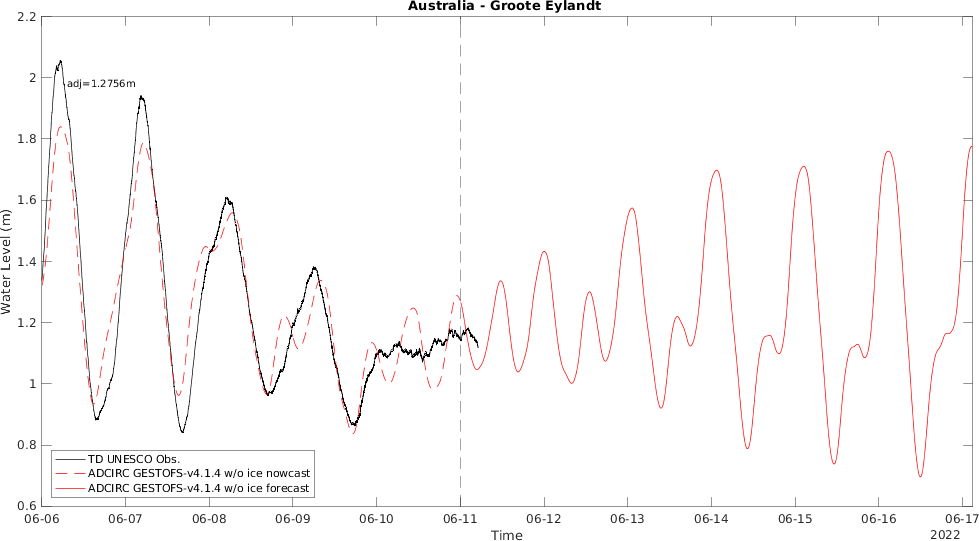 Australia - Groote Eylandt
2.2
2
1.8
1.6
1.4
1.2
1
0.8
0.6
Water Level (m)
adj=1.2756m
TD UNESCO Obs.
ADCIRC GESTOFS-v4.1.4 w/o ice nowcast
ADCIRC GESTOFS-v4.1.4 w/o ice forecast
06-06 06-07 06-08 06-09 06-10 06-11 06-12 06-13 06-14 06-15 06-16 06-17
Time
2022